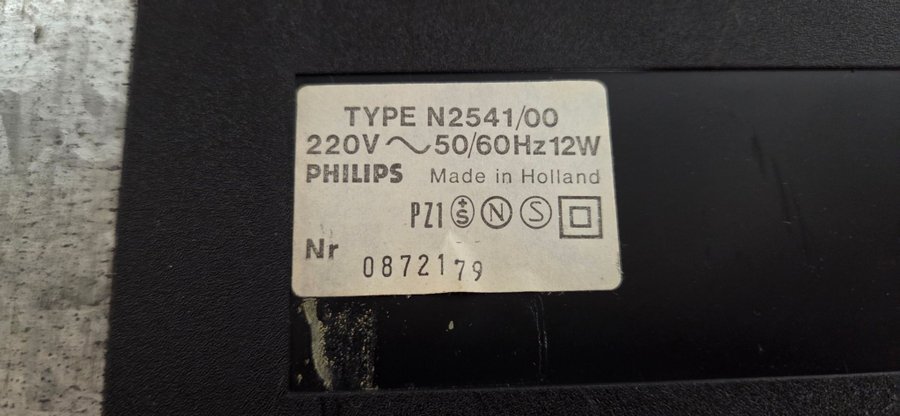 TYPE N2541/00
220V ~ 50/60Hz 12W
PHILIPS Made in Holland
PZ1 S N S
Nr 0872179